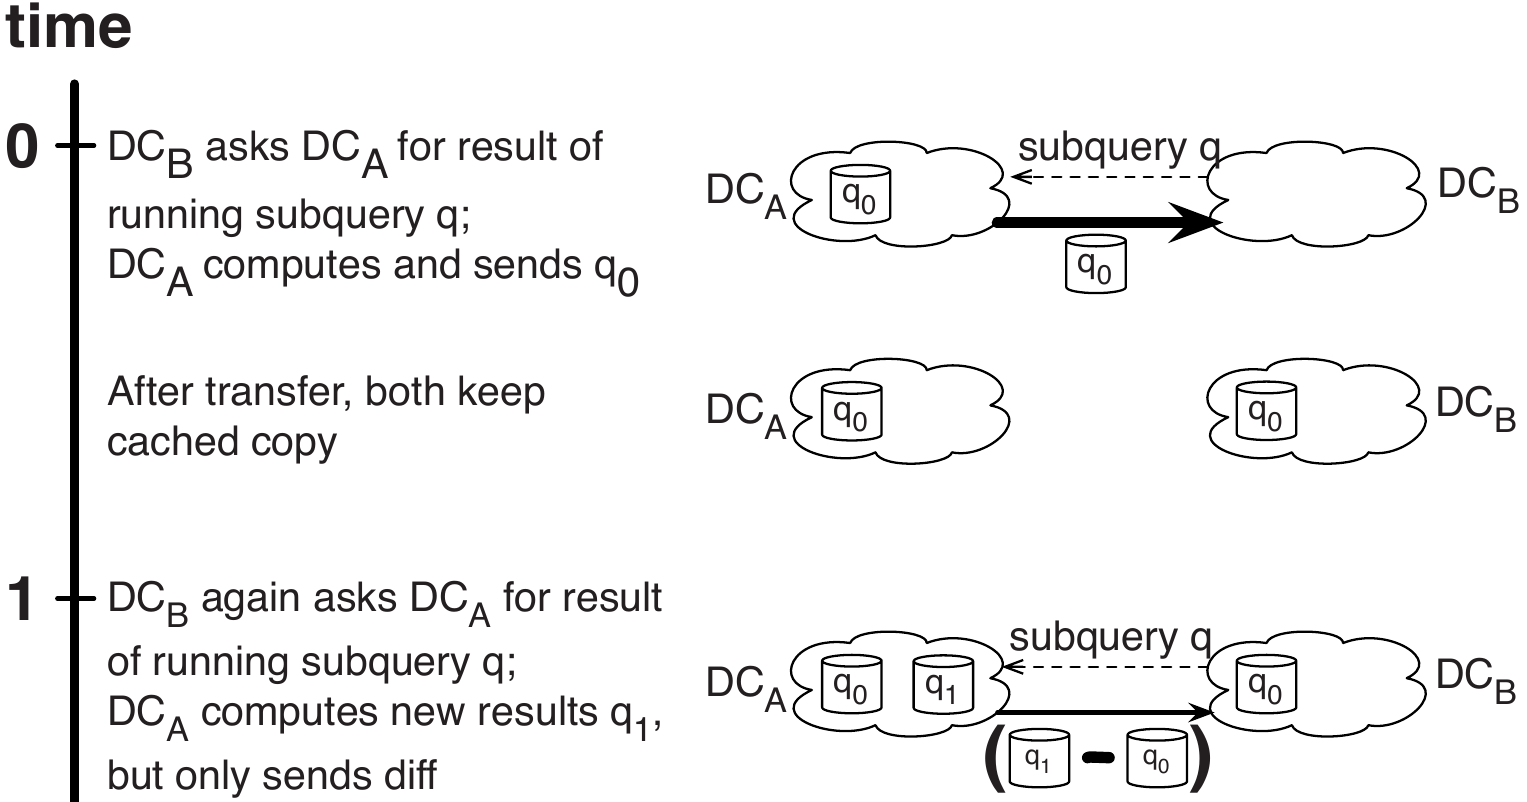 time
0
DC_B asks DC_A for result of
running subquery q;
DC_A computes and sends q_0
subquery q
DC_A
q_0
DC_B
q_0
After transfer, both keep
cached copy
DC_A
q_0
q_0
DC_B
1
DC_B again asks DC_A for result
of running subquery q;
DC_A computes new results q_1,
but only sends diff
subquery q
DC_A
q_0
q_1
q_0
DC_B
(q_1 - q_0)